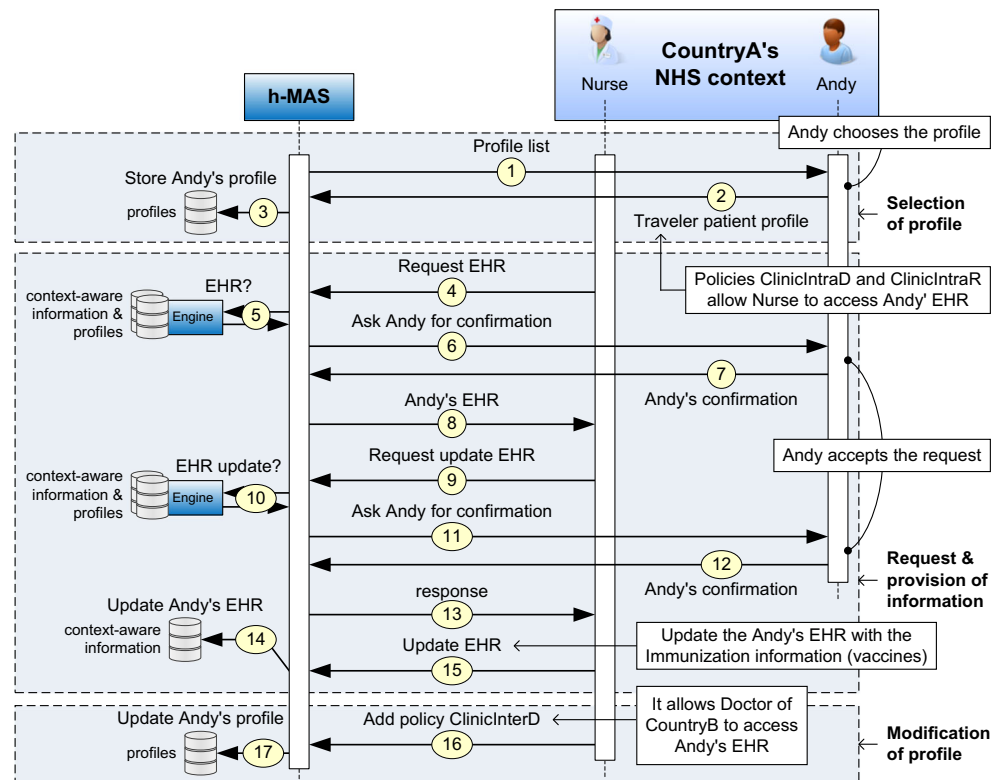 CountryA's
NHS context
Nurse
Andy
h-MAS
Andy chooses the profile
Profile list
1
Store Andy's profile
2
profiles
3
Traveler patient profile
Selection
of profile
Request EHR
4
Policies ClinicIntraD and ClinicIntraR
allow Nurse to access Andy' EHR
EHR?
context-aware
information &
profiles
Engine
5
Ask Andy for confirmation
6
7
Andy's confirmation
Andy's EHR
8
Andy accepts the request
Request update EHR
9
EHR update?
context-aware
information &
profiles
Engine
10
Ask Andy for confirmation
11
12
Andy's confirmation
Request &
provision of
information
response
13
Update Andy's EHR
context-aware
information
14
Update EHR
15
Update the Andy's EHR with the
Immunization information (vaccines)
Update Andy's profile
profiles
17
Add policy ClinicInterD
16
It allows Doctor of
CountryB to access
Andy's EHR
Modification
of profile